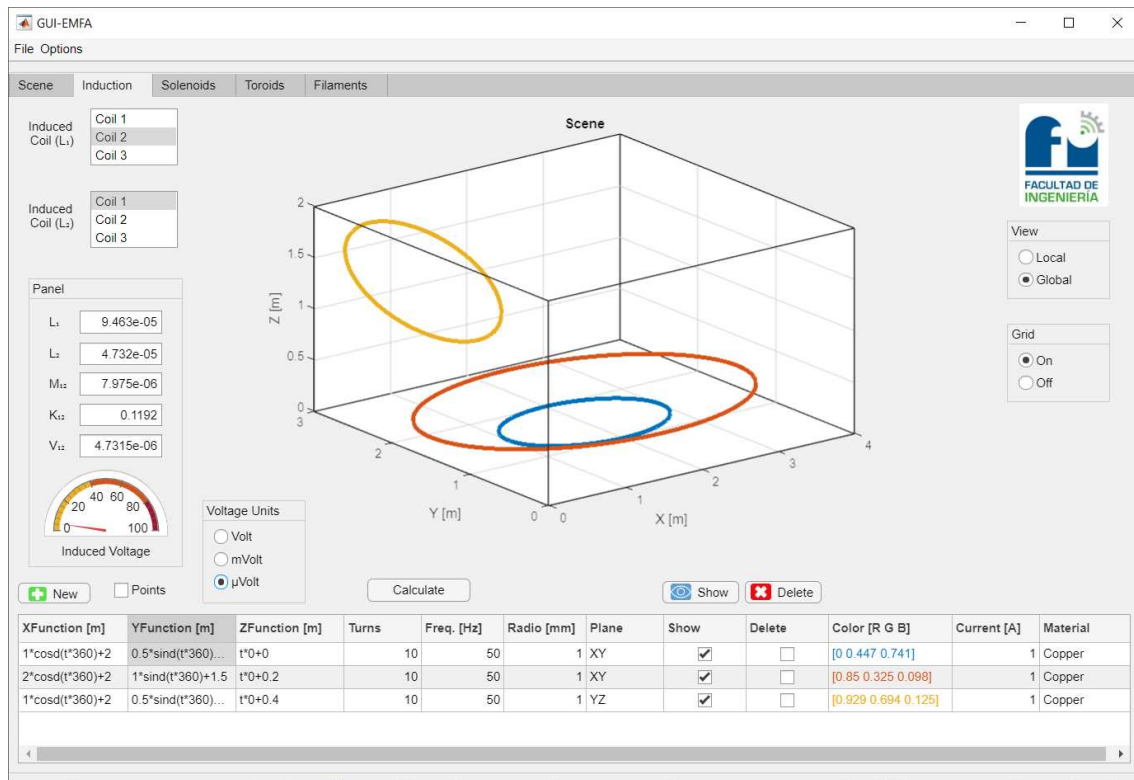 GUI-EMFA
File Options
Scene Induction Solenoids Toroids Filaments
Induced
Coil (L₁)
Coil 1
Coil 2
Coil 3
Induced
Coil (L₂)
Coil 1
Coil 2
Coil 3
Panel
L₁ 9.463e-05
L₂ 4.732e-05
M₁₂ 7.975e-06
K₁₂ 0.1192
V₁₂ 4.7315e-06
0 20 40 60 80 100
Induced Voltage
Voltage Units
Volt
mVolt
µVolt
Scene
2
1.5
1
0.5
0
Z [m]
3
2
1
0
Y [m]
0
1
2
3
4
X [m]
FACULTAD DE
INGENIERÍA
View
Local
Global
Grid
On
Off
New Points Calculate Show Delete
XFunction [m] YFunction [m] ZFunction [m] Turns Freq. [Hz] Radio [mm] Plane Show Delete Color [R G B] Current [A] Material
1*cosd(t*360)+2 0.5*sind(t*360)... t*0+0 10 50 1 XY [0 0.447 0.741] 1 Copper
2*cosd(t*360)+2 1*sind(t*360)+1.5 t*0+0.2 10 50 1 XY [0.85 0.325 0.098] 1 Copper
1*cosd(t*360)+2 0.5*sind(t*360)... t*0+0.4 10 50 1 YZ [0.929 0.694 0.125] 1 Copper